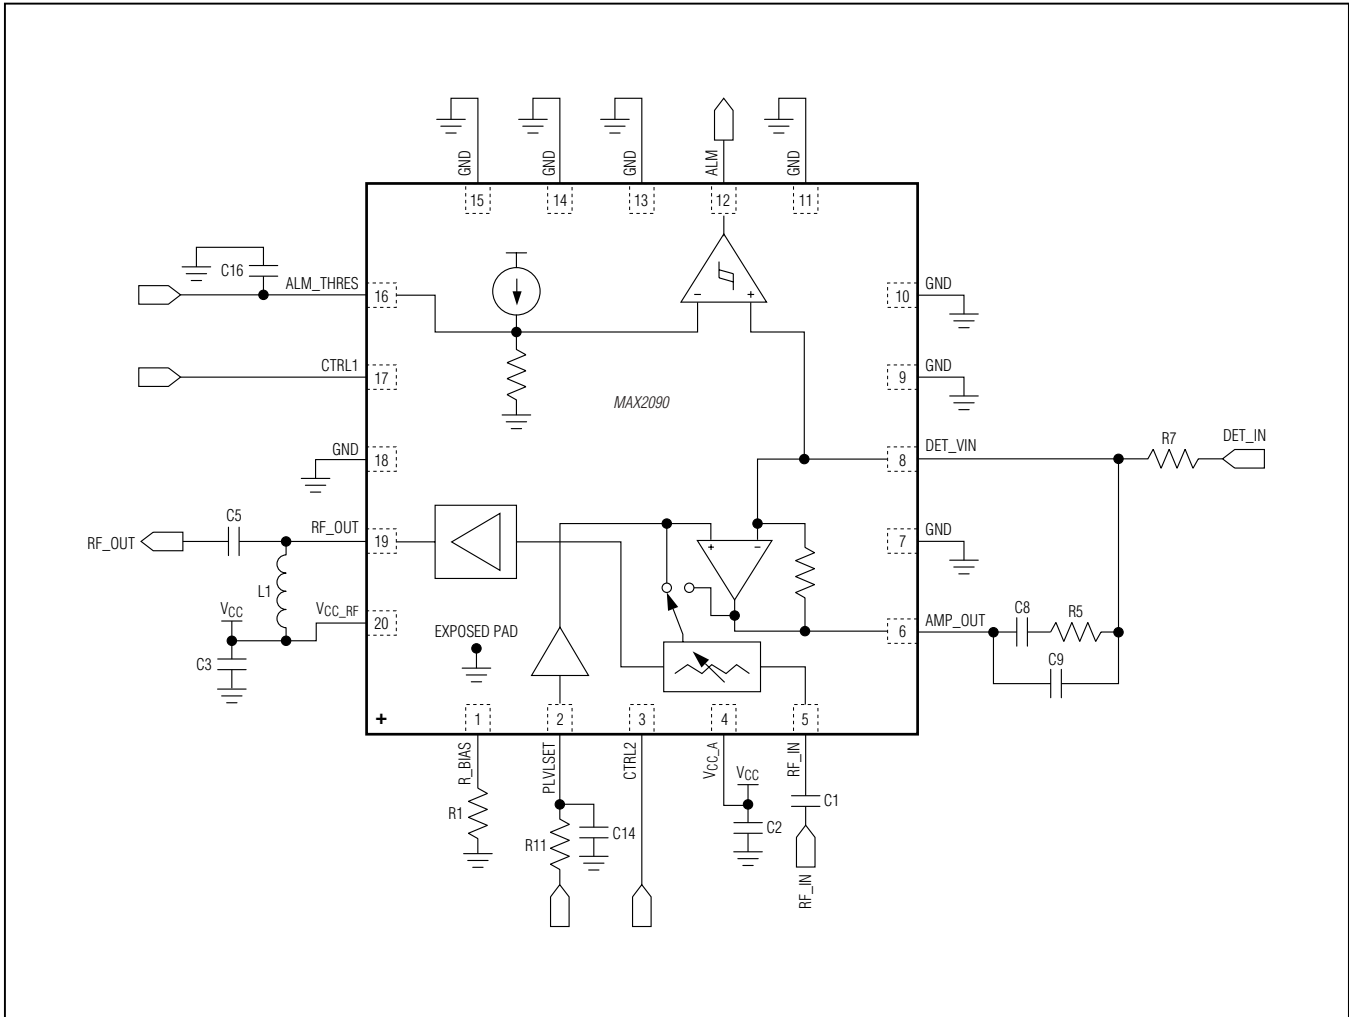 GND
GND
GND
ALM
GND
15
14
13
12
11
C16
ALM_THRES
16
- +
10
GND
CTRL1
17
MAX2090
9
GND
GND
18
8
DET_VIN
R7
DET_IN
RF_OUT
C5
RF_OUT
19
+ -
7
GND
L1
VCC
VCC_RF
20
C3
EXPOSED PAD
6
AMP_OUT
C8
R5
C9
+
1
2
3
4
5
R_BIAS
PLVLSET
CTRL2
VCC_A
VCC
RF_IN
R1
R11
C14
C2
C1
RF_IN